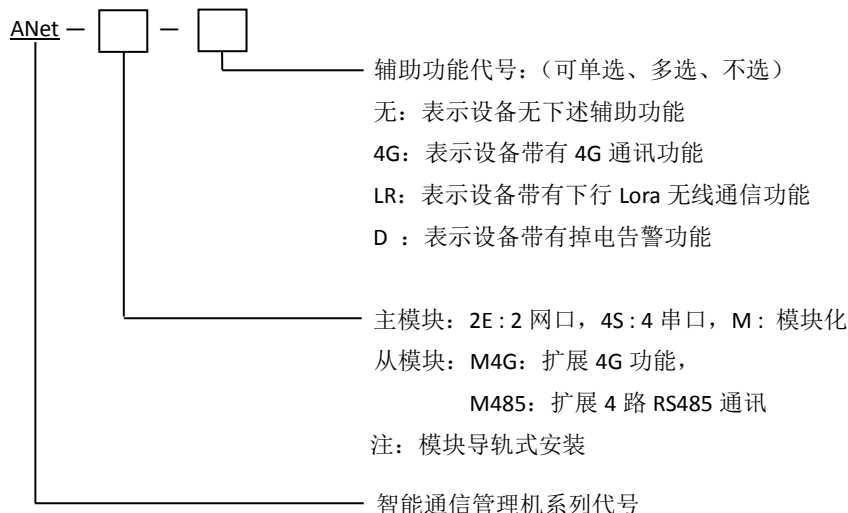 ANet — □ — □
辅助功能代号：（可单选、多选、不选）
无：表示设备无下述辅助功能
4G：表示设备带有 4G 通讯功能
LR：表示设备带有下行 Lora 无线通信功能
D ：表示设备带有掉电告警功能
主模块：2E : 2 网口，4S : 4 串口，M : 模块化
从模块：M4G：扩展 4G 功能，
M485：扩展 4 路 RS485 通讯
注：模块导轨式安装
智能通信管理机系列代号